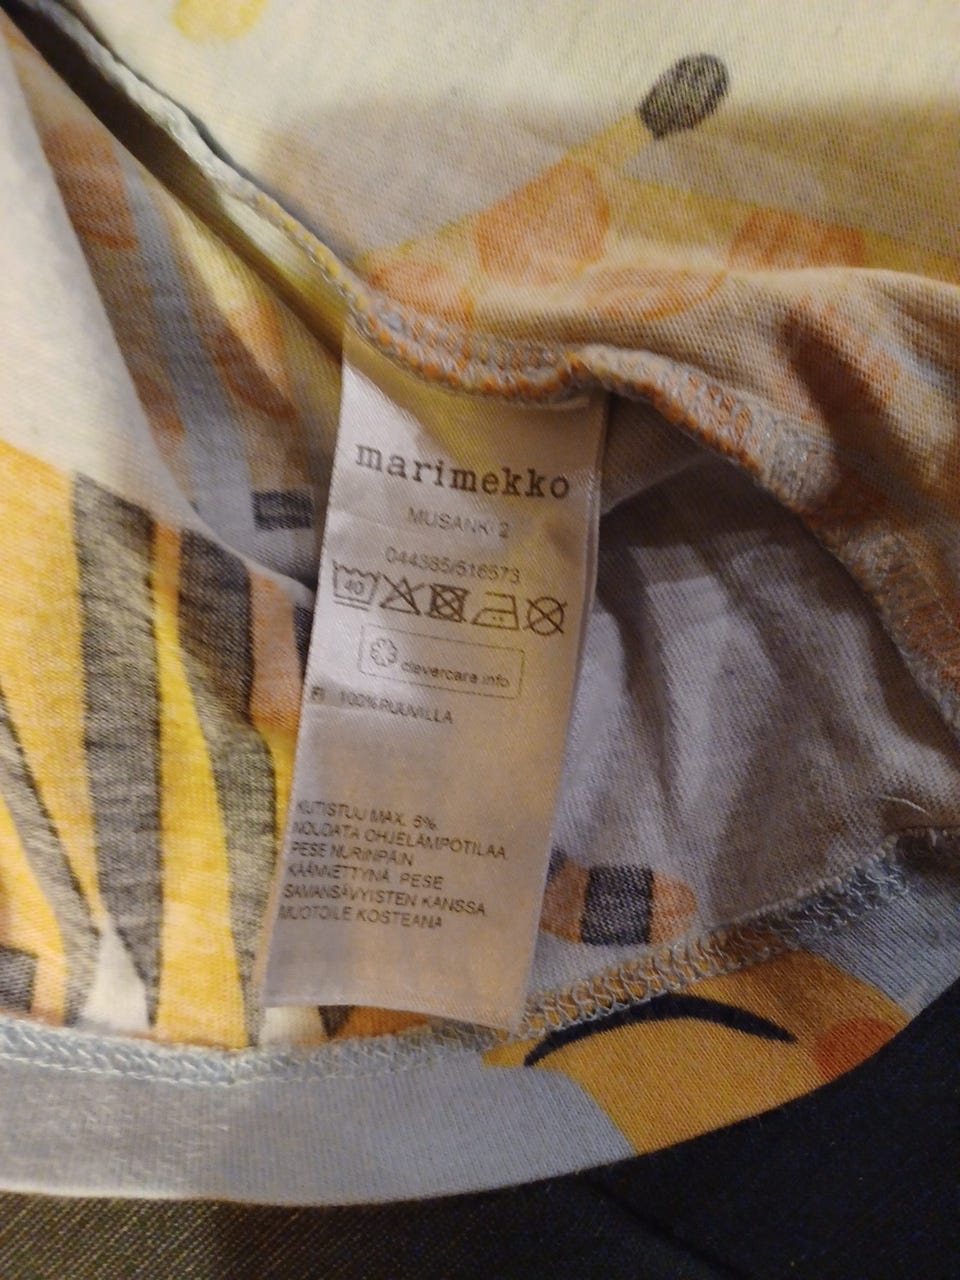 marimekko
MUSANKI 2
044385/516573
40
clevercare.info
FI 100% PUUVILLA
KUTISTUU MAX. 5%
NOUDATA OHJELÄMPÖTILAA
PESE NURINPÄIN
KÄÄNNETTYNÄ PESE
SAMANSÄVYISTEN KANSSA
MUOTOILE KOSTEANA